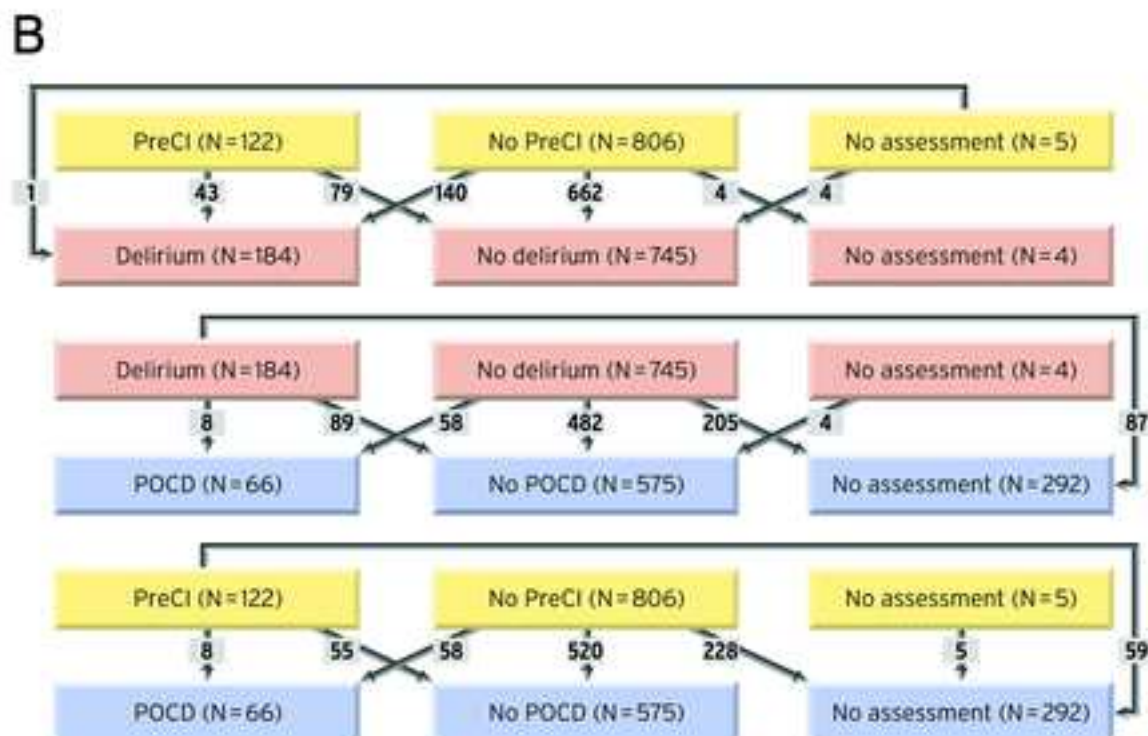 B
PreCI (N=122) No PreCI (N=806) No assessment (N=5)
1 43 79 140 662 4 4
Delirium (N=184) No delirium (N=745) No assessment (N=4)
Delirium (N=184) No delirium (N=745) No assessment (N=4)
8 89 58 482 205 4 87
POCD (N=66) No POCD (N=575) No assessment (N=292)
PreCI (N=122) No PreCI (N=806) No assessment (N=5)
8 55 58 520 228 5 59
POCD (N=66) No POCD (N=575) No assessment (N=292)